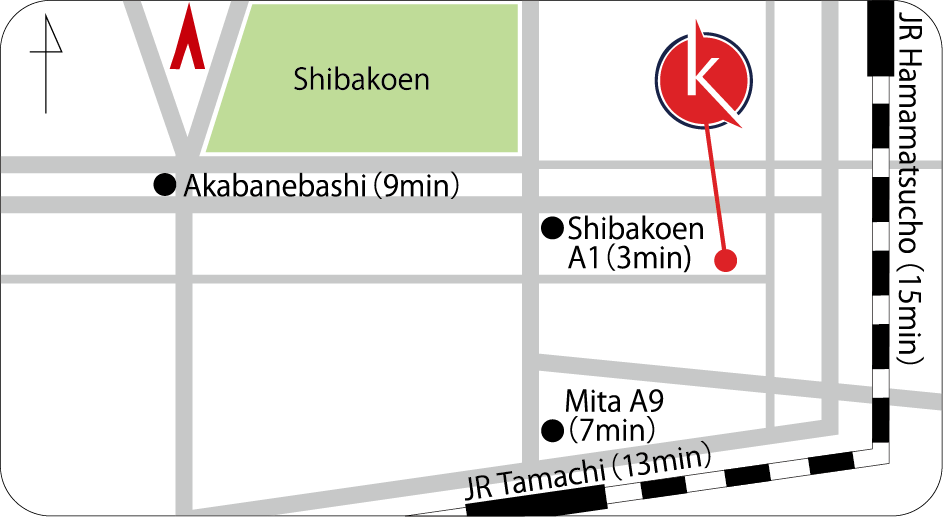 Shibakoen
k
Akabanebashi (9min)
Shibakoen
A1 (3min)
JR Hamamatsucho (15min)
Mita A9
(7min)
JR Tamachi (13min)